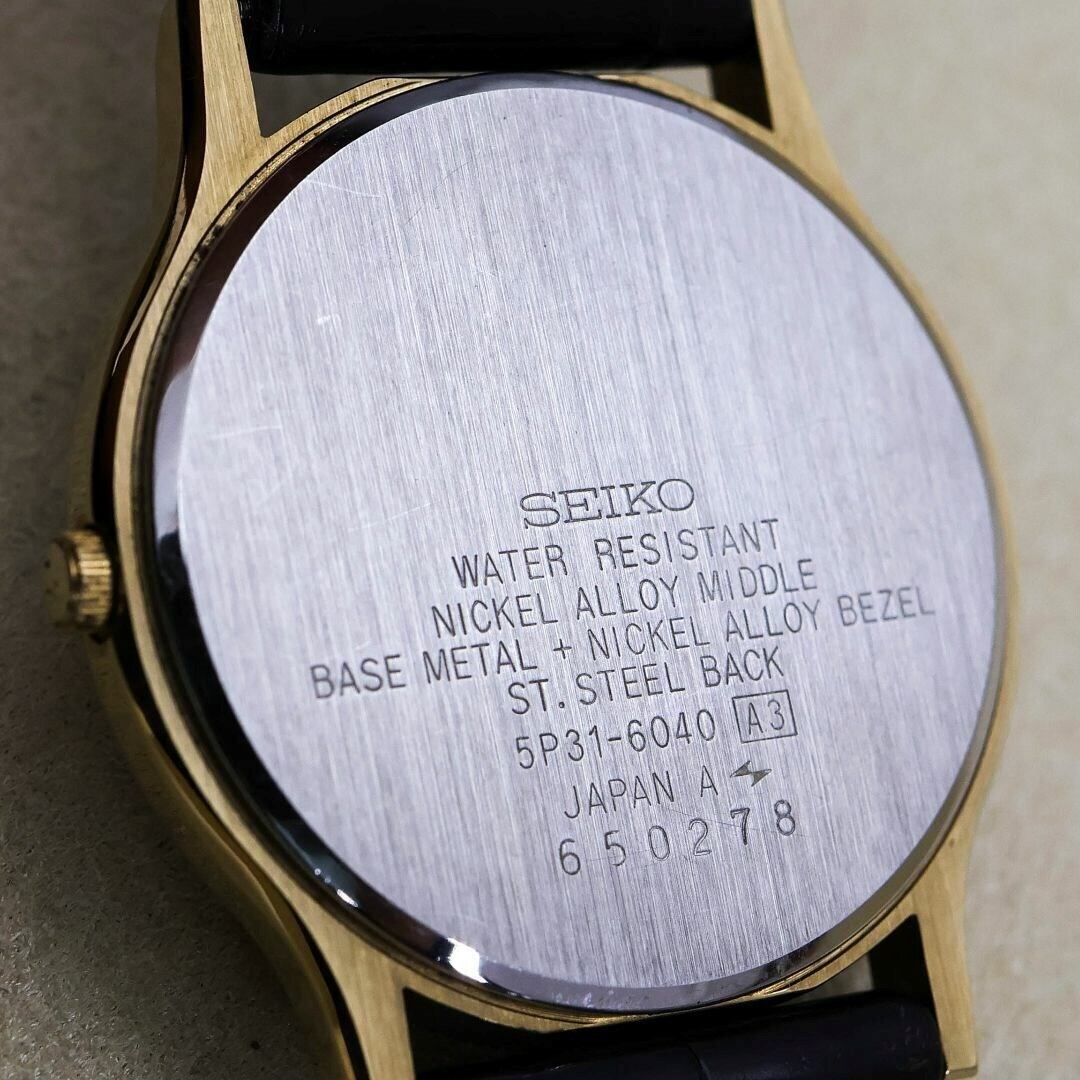 SEIKO
WATER RESISTANT
NICKEL ALLOY MIDDLE
BASE METAL + NICKEL ALLOY BEZEL
ST. STEEL BACK
5P31-6040 A3
JAPAN A
650278